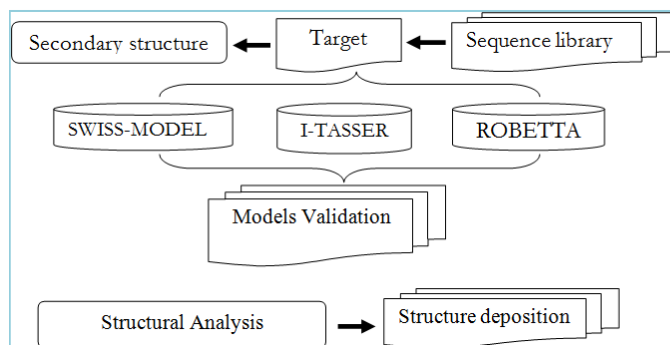 Secondary structure
Target
Sequence library
SWISS-MODEL
I-TASSER
ROBETTA
Models Validation
Structural Analysis
Structure deposition